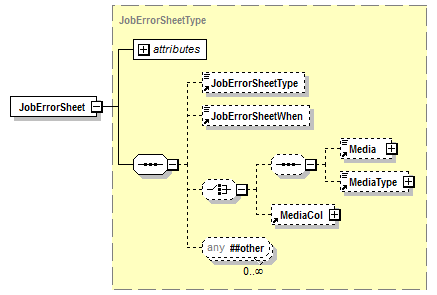 JobErrorSheetType
attributes
JobErrorSheet
JobErrorSheetType
JobErrorSheetWhen
Media
MediaType
MediaCol
any ##other
0..∞